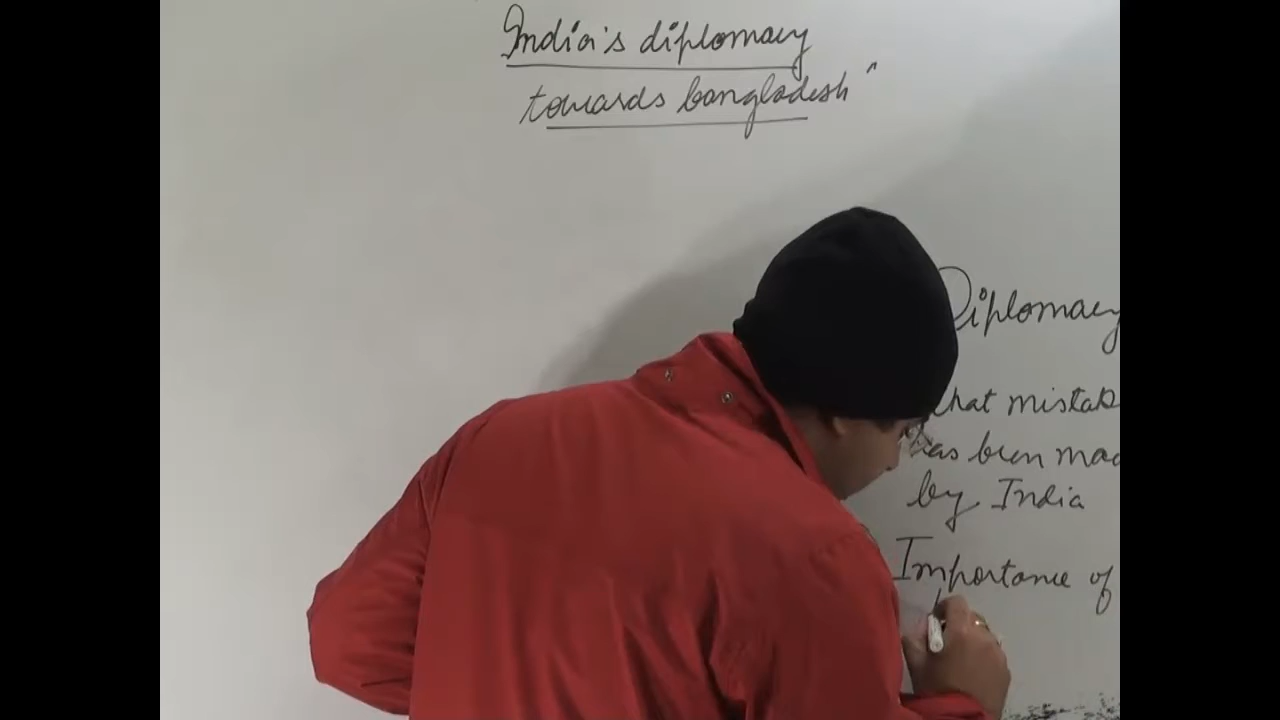 India's diplomacy
towards bangladesh"
Diplomacy
what mistak
has been mad
by India
Importance of